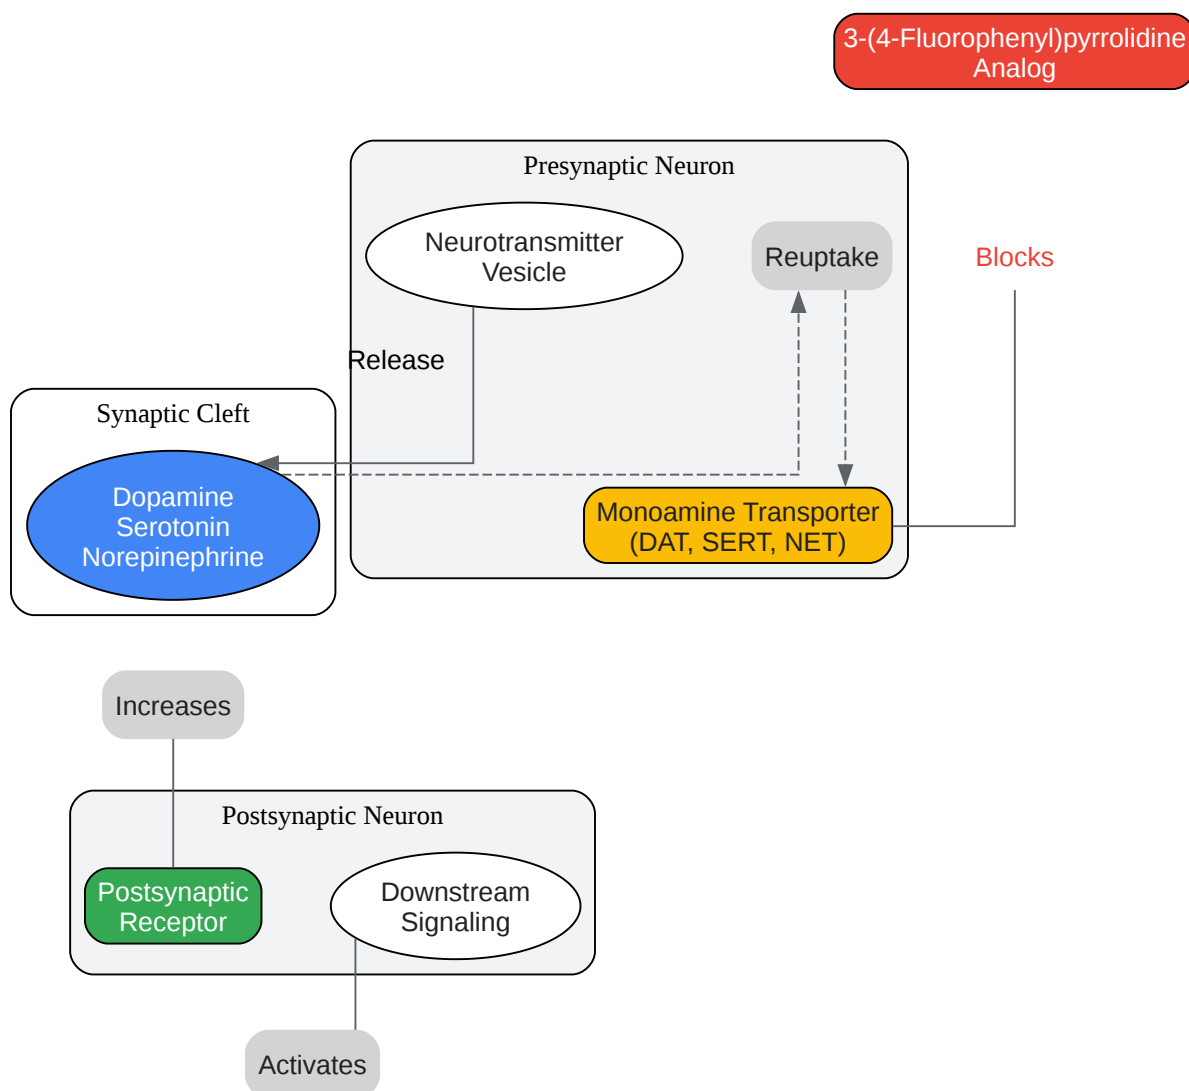 3-(4-Fluorophenyl)pyrrolidine
Analog
Presynaptic Neuron
Neurotransmitter
Vesicle
Reuptake
Blocks
Release
Synaptic Cleft
Dopamine
Serotonin
Norepinephrine
Monoamine Transporter
(DAT, SERT, NET)
Increases
Postsynaptic Neuron
Postsynaptic
Receptor
Downstream
Signaling
Activates